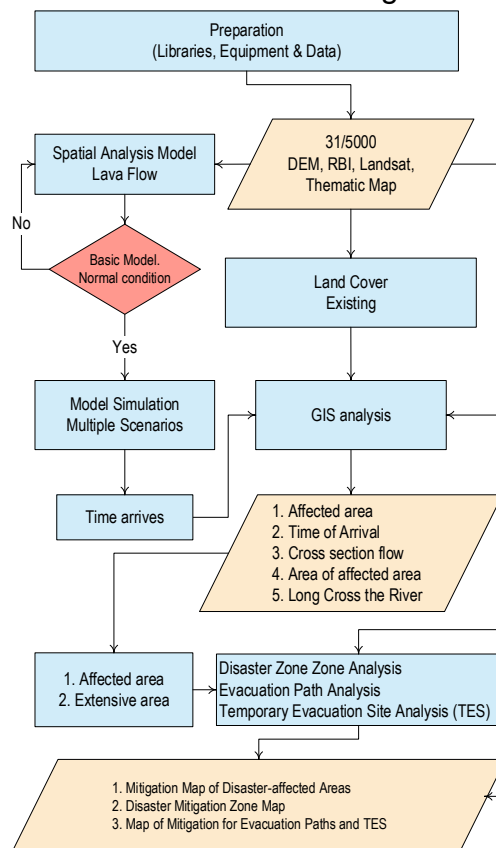 Preparation
(Libraries, Equipment & Data)
31/5000
DEM, RBI, Landsat,
Thematic Map
Spatial Analysis Model
Lava Flow
No
Basic Model.
Normal condition
Land Cover
Existing
Yes
Model Simulation
Multiple Scenarios
GIS analysis
Time arrives
1. Affected area
2. Time of Arrival
3. Cross section flow
4. Area of affected area
5. Long Cross the River
1. Affected area
2. Extensive area
Disaster Zone Zone Analysis
Evacuation Path Analysis
Temporary Evacuation Site Analysis (TES)
1. Mitigation Map of Disaster-affected Areas
2. Disaster Mitigation Zone Map
3. Map of Mitigation for Evacuation Paths and TES